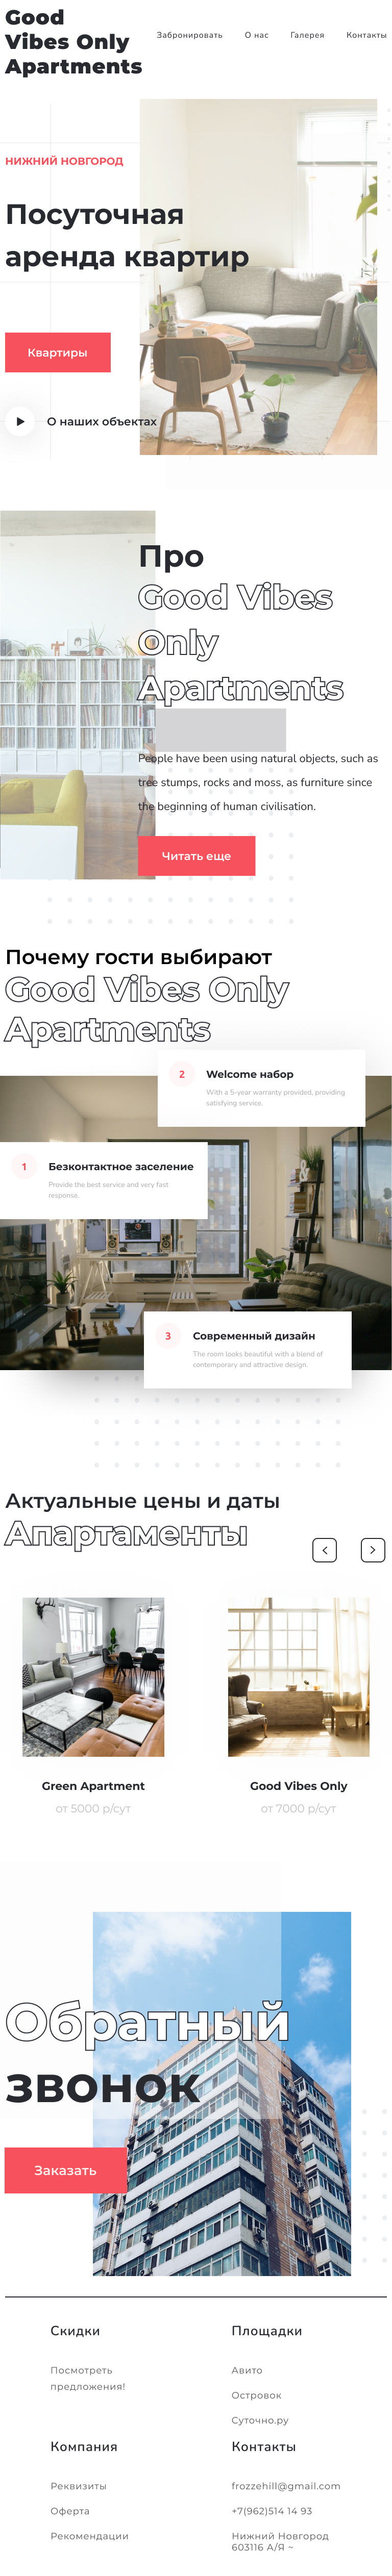 Good
Vibes Only
Apartments
Забронировать
О нас
Галерея
Контакты
НИЖНИЙ НОВГОРОД
Посуточная
аренда квартир
Квартиры
О наших объектах
Про
Good Vibes
Only
Apartments
People have been using natural objects, such as
tree stumps, rocks and moss, as furniture since
the beginning of human civilisation.
Читать еще
Почему гости выбирают
Good Vibes Only
Apartments
2
Welcome набор
With a 5-year warranty provided, providing
satisfying service.
1
Безконтактное заселение
Provide the best service and very fast
response.
3
Современный дизайн
The room looks beautiful with a blend of
contemporary and attractive design.
Актуальные цены и даты
Апартаменты
Green Apartment
от 5000 р/сут
Good Vibes Only
от 7000 р/сут
Обратный
звонок
Заказать
Скидки
Посмотреть
предложения!
Площадки
Авито
Островок
Суточно.ру
Компания
Реквизиты
Оферта
Рекомендации
Контакты
frozzehill@gmail.com
+7(962)514 14 93
Нижний Новгород
603116 А/Я ~